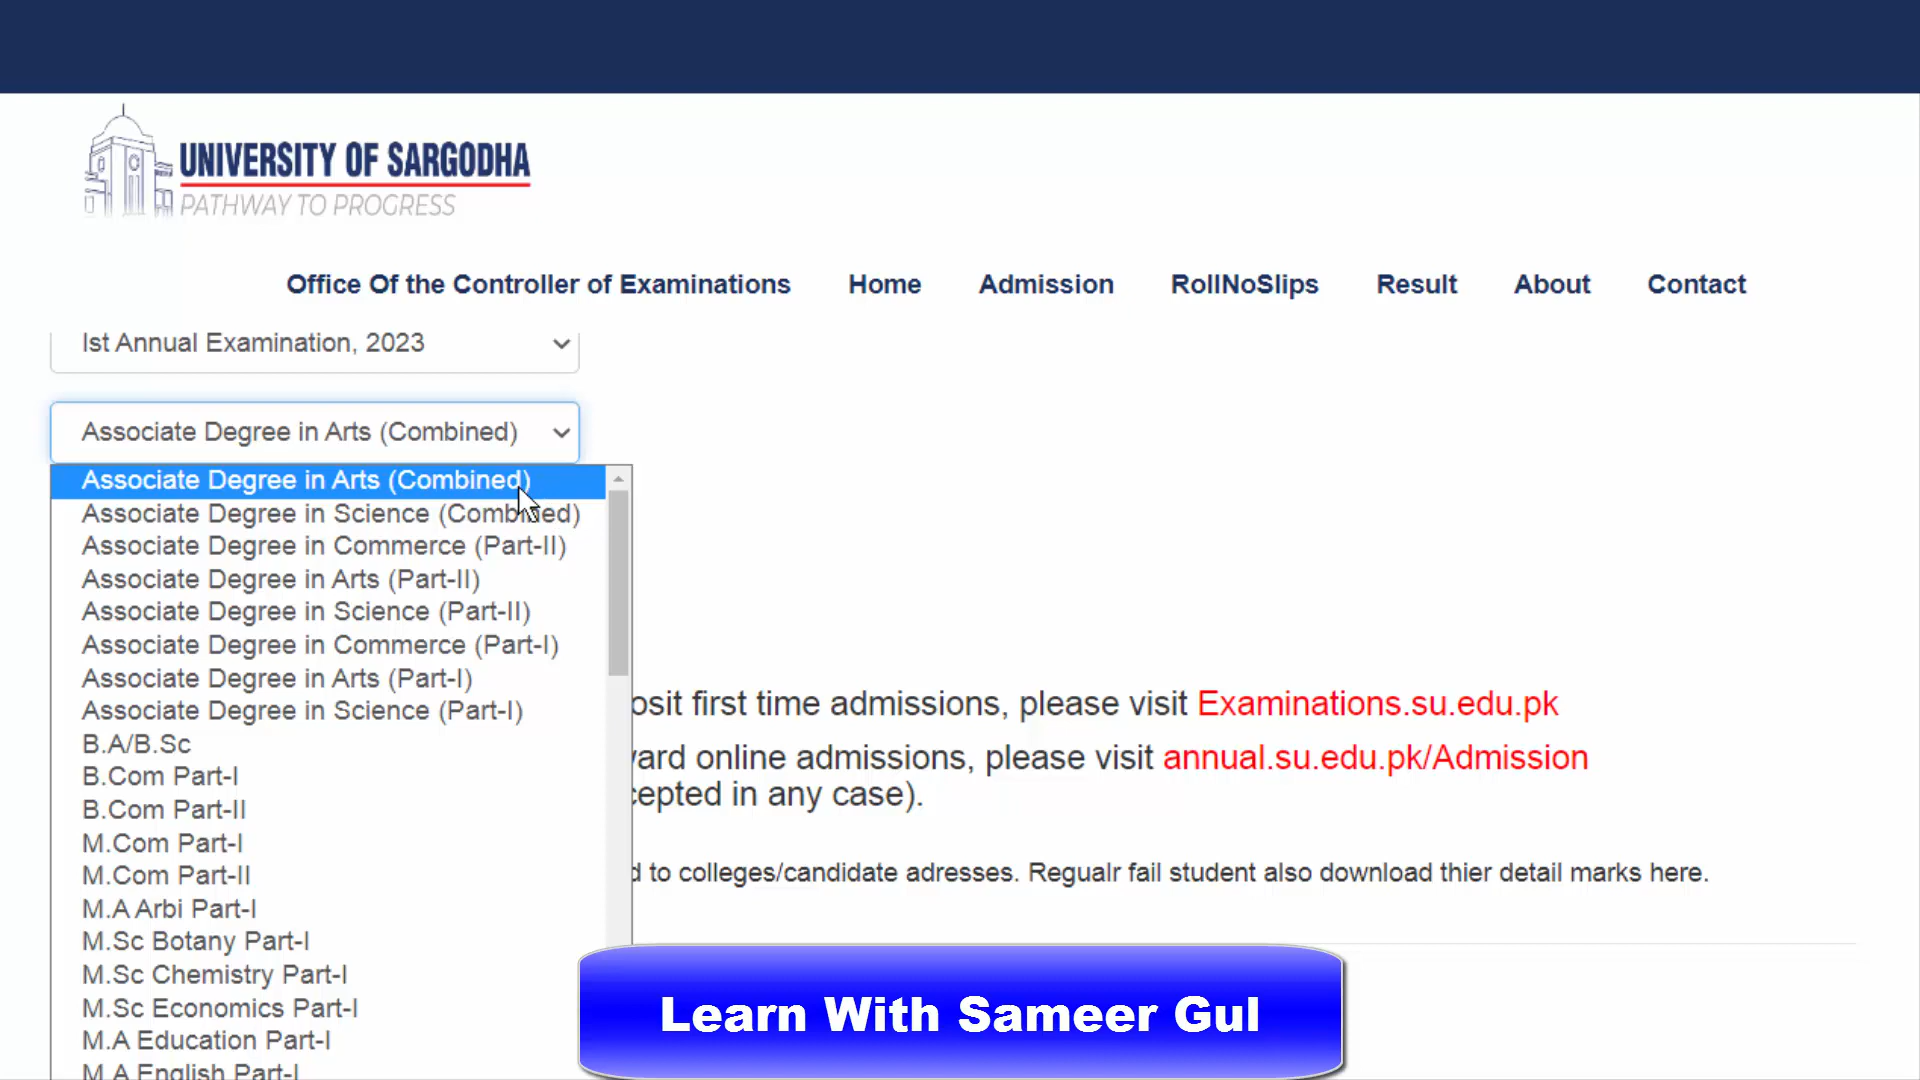 UNIVERSITY OF SARGODHA
PATHWAY TO PROGRESS
Office Of the Controller of Examinations Home Admission RollNoSlips Result About Contact
Ist Annual Examination, 2023
Associate Degree in Arts (Combined)
Associate Degree in Arts (Combined)
Associate Degree in Science (Combined)
Associate Degree in Commerce (Part-II)
Associate Degree in Arts (Part-II)
Associate Degree in Science (Part-II)
Associate Degree in Commerce (Part-I)
Associate Degree in Arts (Part-I)
Associate Degree in Science (Part-I)
B.A/B.Sc
B.Com Part-I
B.Com Part-II
M.Com Part-I
M.Com Part-II
M.A Arbi Part-I
M.Sc Botany Part-I
M.Sc Chemistry Part-I
M.Sc Economics Part-I
M.A Education Part-I
M.A English Part-I
osit first time admissions, please visit Examinations.su.edu.pk
ward online admissions, please visit annual.su.edu.pk/Admission
cepted in any case).
d to colleges/candidate adresses. Regualr fail student also download thier detail marks here.
Learn With Sameer Gul